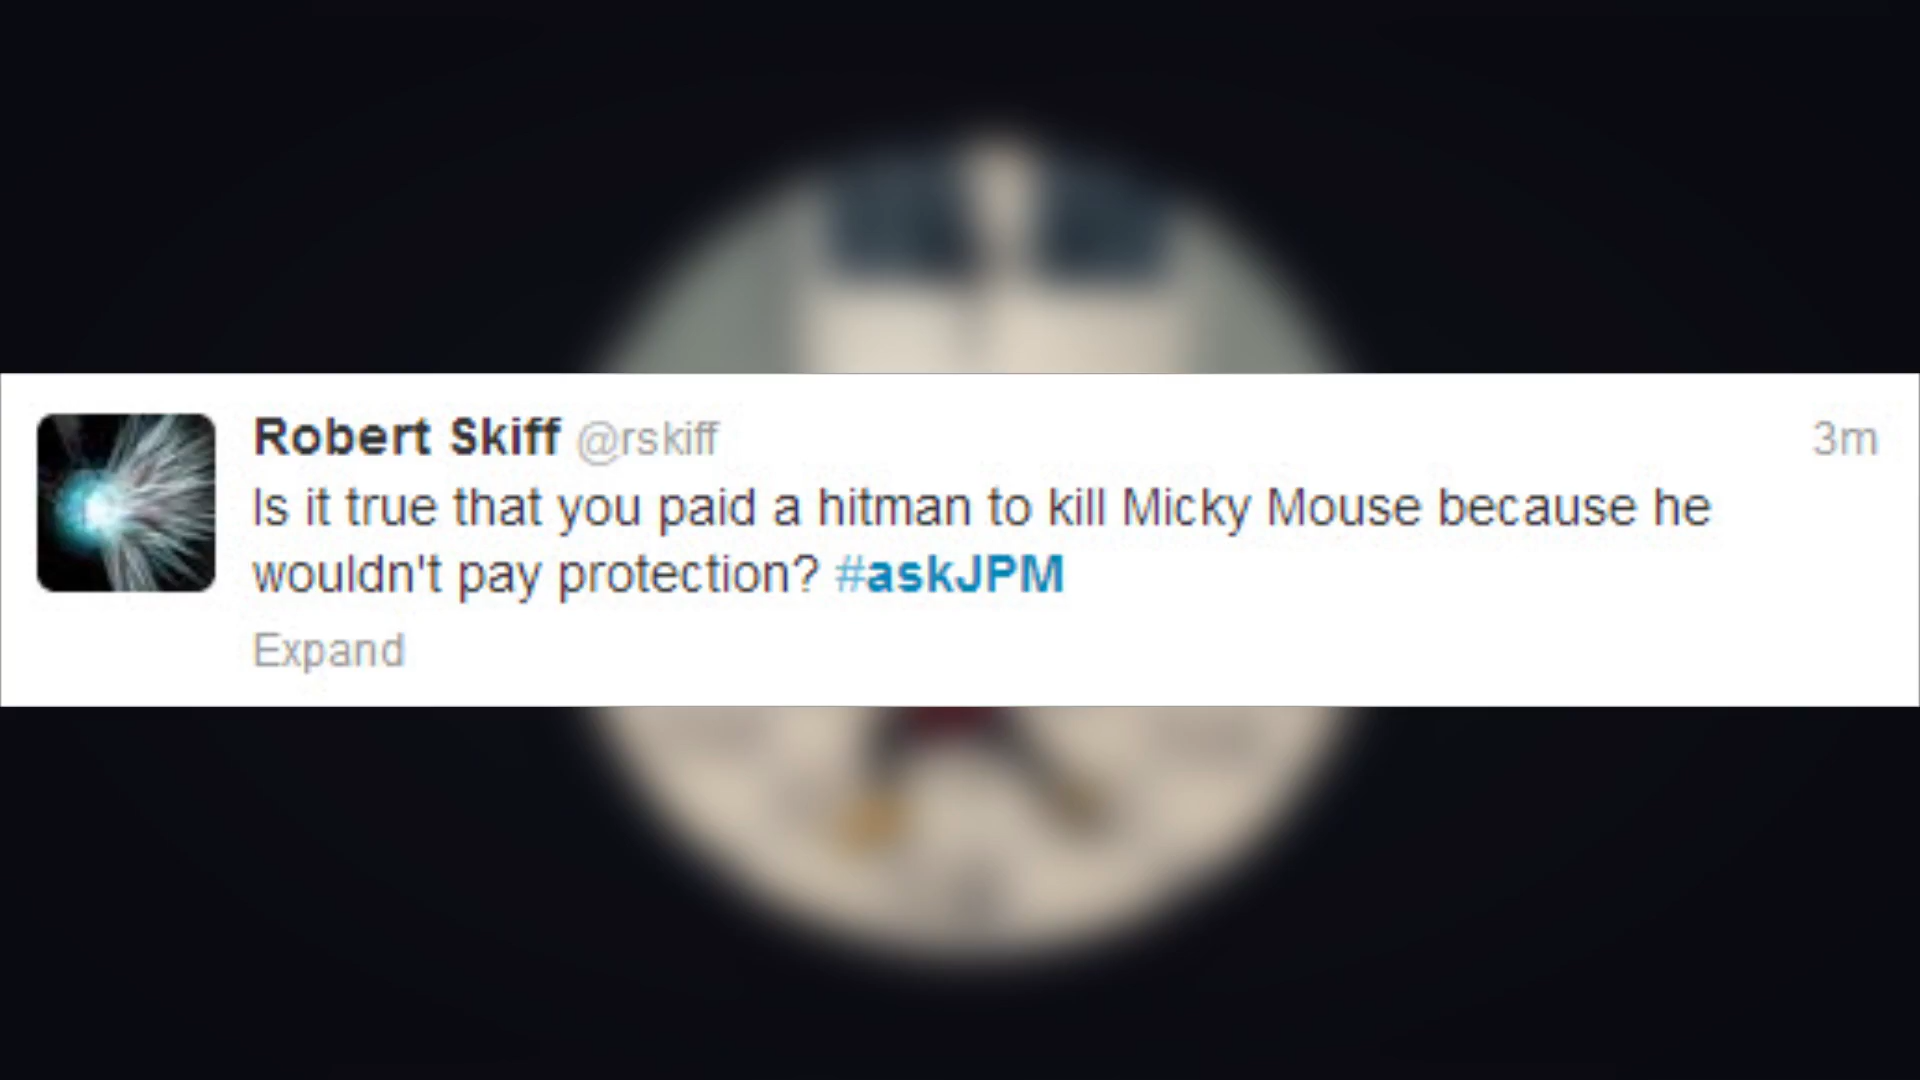 Robert Skiff @rskiff 3m
Is it true that you paid a hitman to kill Micky Mouse because he
wouldn't pay protection? #askJPM
Expand